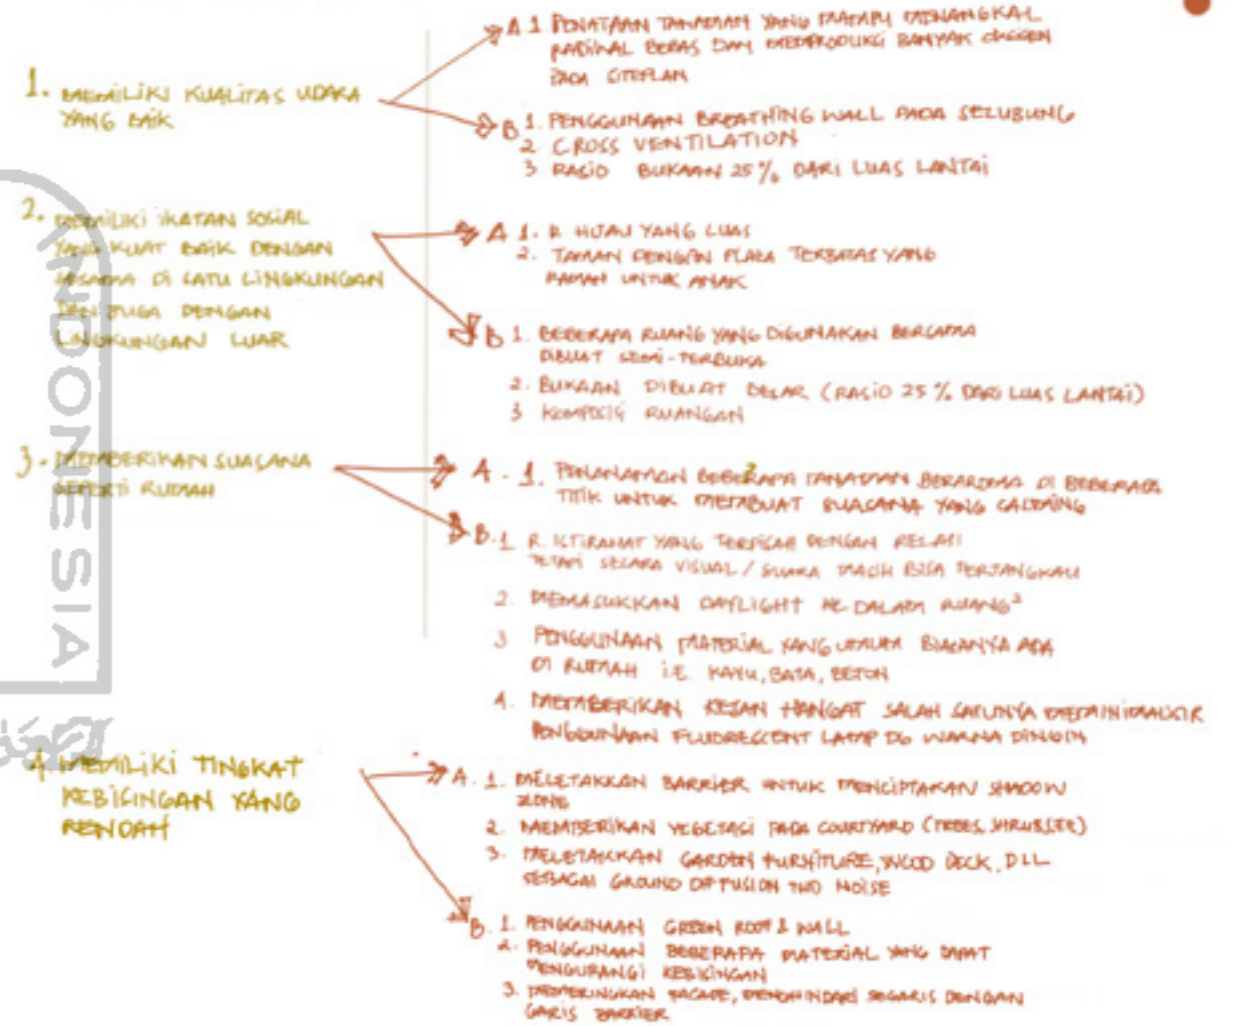 1. MEMILIKI KUALITAS UDARA
YANG BAIK
A 1 PENATAAN TANAMAN YANG MAMPU MENANGKAL
RADIKAL BEBAS DAN MEMPRODUKSI BANYAK OKSIGEN
PADA SITEPLAN
B 1. PENGGUNAAN BREATHING WALL PADA SELUBUNG
2 CROSS VENTILATION
3 RASIO BUKAAN 25% DARI LUAS LANTAI
2. MEMILIKI IKATAN SOSIAL
YANG KUAT BAIK DENGAN
SESAMA DI SATU LINGKUNGAN
DAN JUGA DENGAN
LINGKUNGAN LUAR
A 1. R HIJAU YANG LUAS
2. TAMAN DENGAN PLAZA TERBATAS YANG
RAMAH UNTUK ANAK
B 1. BEBERAPA RUANG YANG DIGUNAKAN BERSAMA
DIBUAT SEMI-TERBUKA
2. BUKAAN DIBUAT BESAR (RASIO 25% DARI LUAS LANTAI)
3 KOMPOSISI RUANGAN
3. MEMBERIKAN SUASANA
SEPERTI RUMAH
A. 1. PENANAMAN BEBERAPA TANAMAN BERAROMA DI BEBERAPA
TITIK UNTUK MEMBUAT SUASANA YANG CALMING
B. 1 R. ISTIRAHAT YANG TERPISAH DENGAN RELASI
TETAPI SECARA VISUAL / SUARA MASIH BISA TERJANGKAU
2. MEMASUKKAN DAYLIGHT KE DALAM RUANG²
3 PENGGUNAAN MATERIAL YANG UMUM BIASANYA ADA
DI RUMAH i.E. KAYU, BATA, BETON
4. MEMBERIKAN KESAN HANGAT SALAH SATUNYA MEMINIMALISIR
PENGGUNAAN FLUORESCENT LAMP DG WARNA DINGIN
4. MEMILIKI TINGKAT
KEBISINGAN YANG
RENDAH
A. 1. MELETAKKAN BARRIER UNTUK MENCIPTAKAN SHADOW
ZONE
2. MEMBERIKAN VEGETASI PADA COURTYARD (TREES, SHRUBS,
3. MELETAKKAN GARDEN FURNITURE, WOOD DECK, DLL
SEBAGAI GROUND DIFFUSION NOISE
B. 1. PENGGUNAAN GREEN ROOF & WALL
2. PENGGUNAAN BEBERAPA MATERIAL YANG DAPAT
MENGURANGI KEBISINGAN
3. MEMIRINGKAN FACADE, MENGHINDARI SEGARIS DENGAN
GARIS BARRIER
INDONESIA